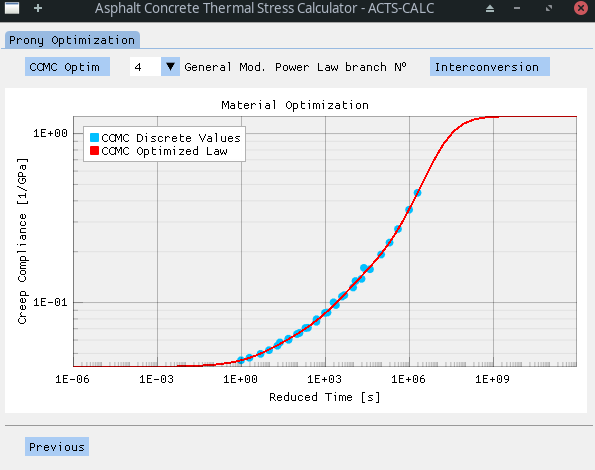 Asphalt Concrete Thermal Stress Calculator - ACTS-CALC
Prony Optimization
CCMC Optim 4 General Mod. Power Law branch Nº Interconversion
Material Optimization
1E+00
CCMC Discrete Values
CCMC Optimized Law
Creep Compliance [1/GPa]
1E-01
1E-06 1E-03 1E+00 1E+03 1E+06 1E+09
Reduced Time [s]
Previous